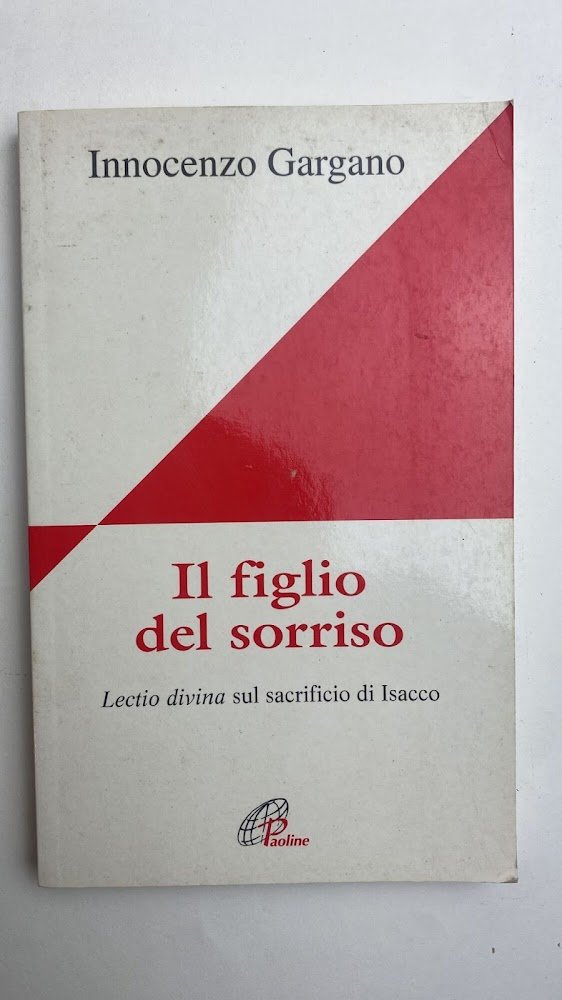 Innocenzo Gargano
Il figlio
del sorriso
Lectio divina sul sacrificio di Isacco
Paoline